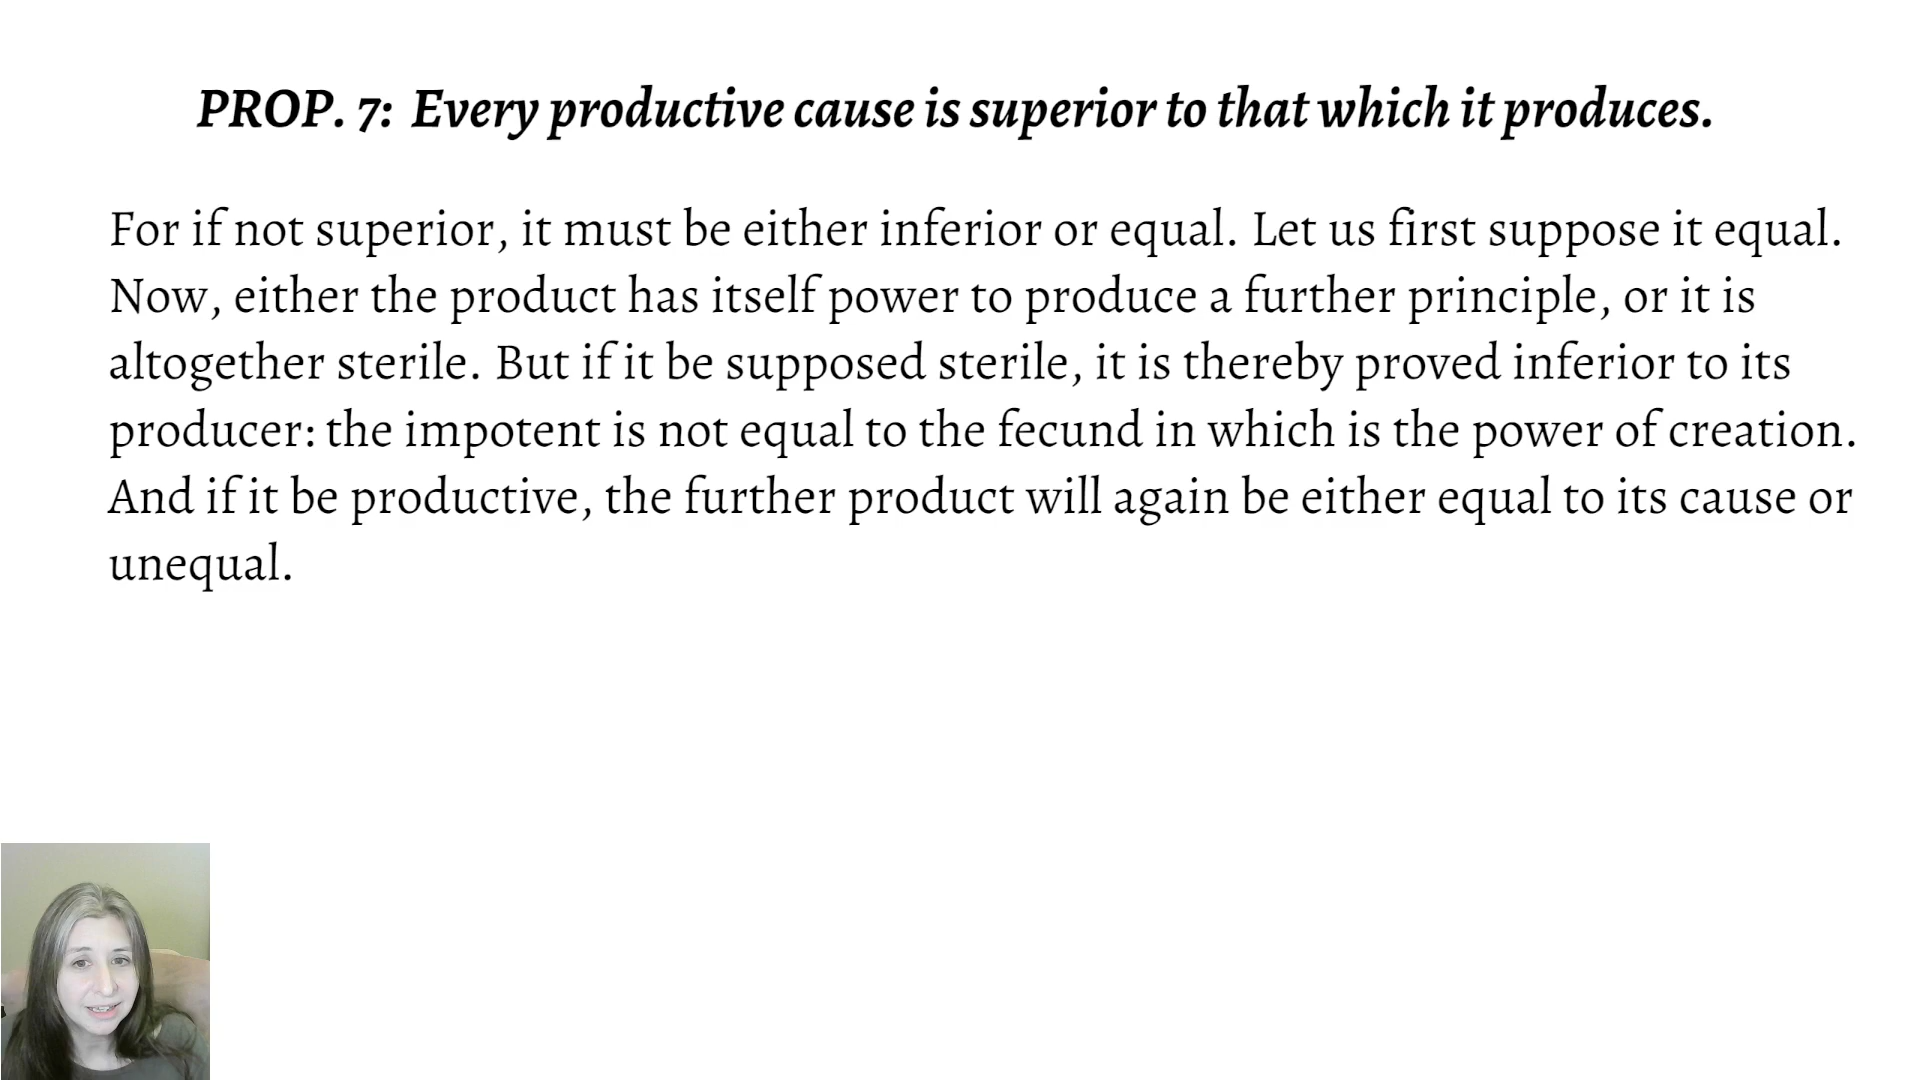 PROP. 7: Every productive cause is superior to that which it produces.
For if not superior, it must be either inferior or equal. Let us first suppose it equal.
Now, either the product has itself power to produce a further principle, or it is
altogether sterile. But if it be supposed sterile, it is thereby proved inferior to its
producer: the impotent is not equal to the fecund in which is the power of creation.
And if it be productive, the further product will again be either equal to its cause or
unequal.